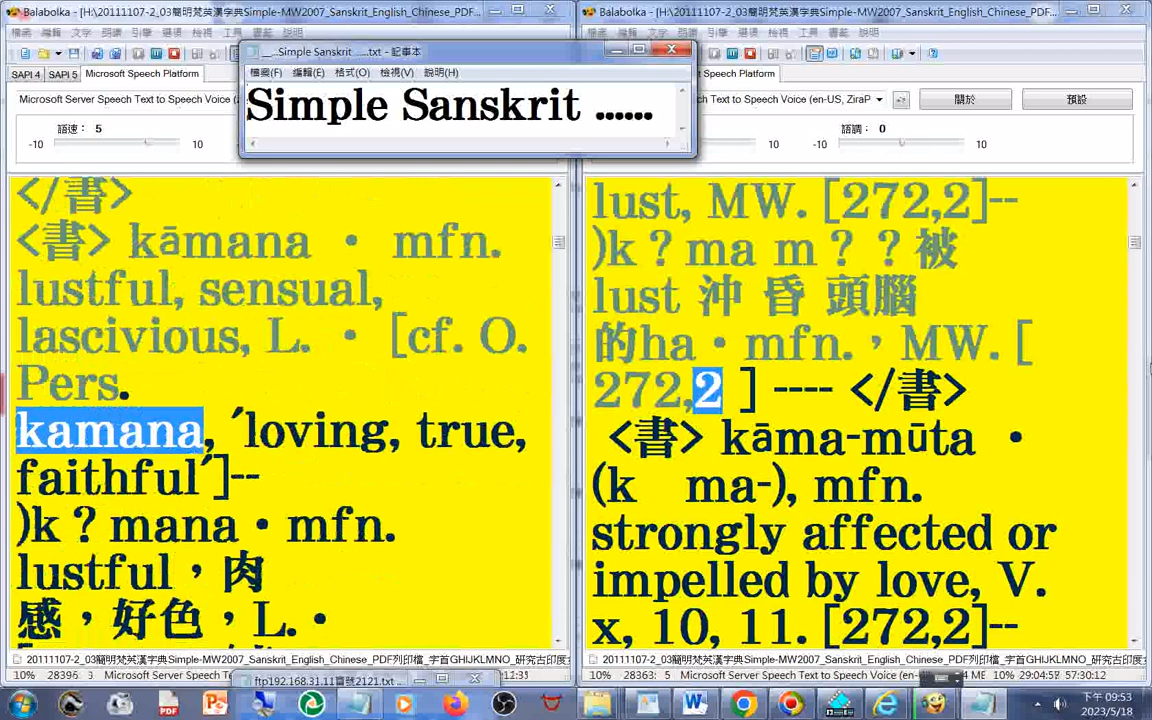 Balabolka - [H:\20111107-2_03簡明梵英漢字典Simple-MW2007_Sanskrit_English_Chinese_PDF...
SAPI 4 SAPI 5 Microsoft Speech Platform
Microsoft Server Speech Text to Speech Voice (
語速： 5
-10 10
</書>
<書> kāmana • mfn.
lustful, sensual,
lascivious, L. • [cf. O.
Pers.
kamana, ´loving, true,
faithful´]--
)k？mana•mfn.
lustful，肉
感，好色，L.•
20111107-2_03簡明梵英漢字典Simple-MW2007_Sanskrit_English_Chinese_PDF列印檔_字首GHIJKLMNO_研究古印度
__...Simple Sanskrit ......txt - 記事本
檔案(F) 編輯(E) 格式(O) 檢視(V) 說明(H)
Simple Sanskrit ......
Balabolka - [H:\20111107-2_03簡明梵英漢字典Simple-MW2007_Sanskrit_English_Chinese_PDF...
t Speech Platform
ch Text to Speech Voice (en-US, ZiraP
關於
預設
語調： 0
10 -10 10
lust, MW. [272,2]--
)k？ma m？？被
lust 沖 昏 頭腦
的ha•mfn.，MW. [
272,2 ] ---- </書>
<書> kāma-mūta •
(k ma-), mfn.
strongly affected or
impelled by love, V.
x, 10, 11. [272,2]--
20111107-2_03簡明梵英漢字典Simple-MW2007_Sanskrit_English_Chinese_PDF列印檔_字首GHIJKLMNO_研究古印度
10% 28396: Microsoft Server Speech Text to Speech Vo
ftp192.168.31.11寶號2121.txt ...
10% 28363: 5 Microsoft Server Speech Text to Speech
10% 29:04:5 57:30:12
下午 09:53
2023/5/18